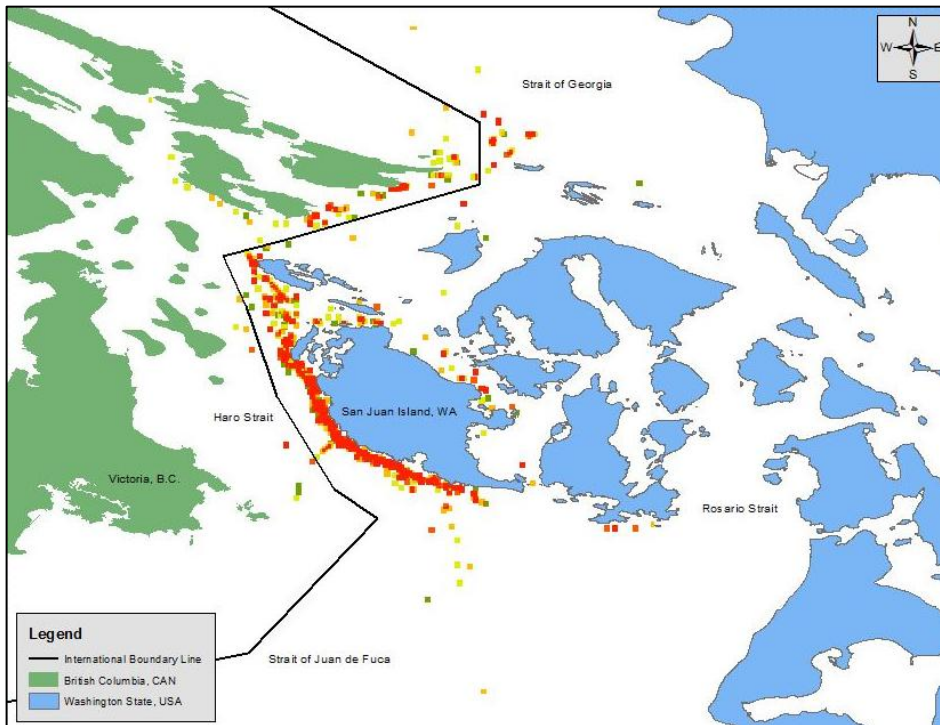 N
W E
S
Strait of Georgia
San Juan Island, WA
Haro Strait
Victoria, B.C.
Rosario Strait
Legend
International Boundary Line
British Columbia, CAN
Washington State, USA
Strait of Juan de Fuca